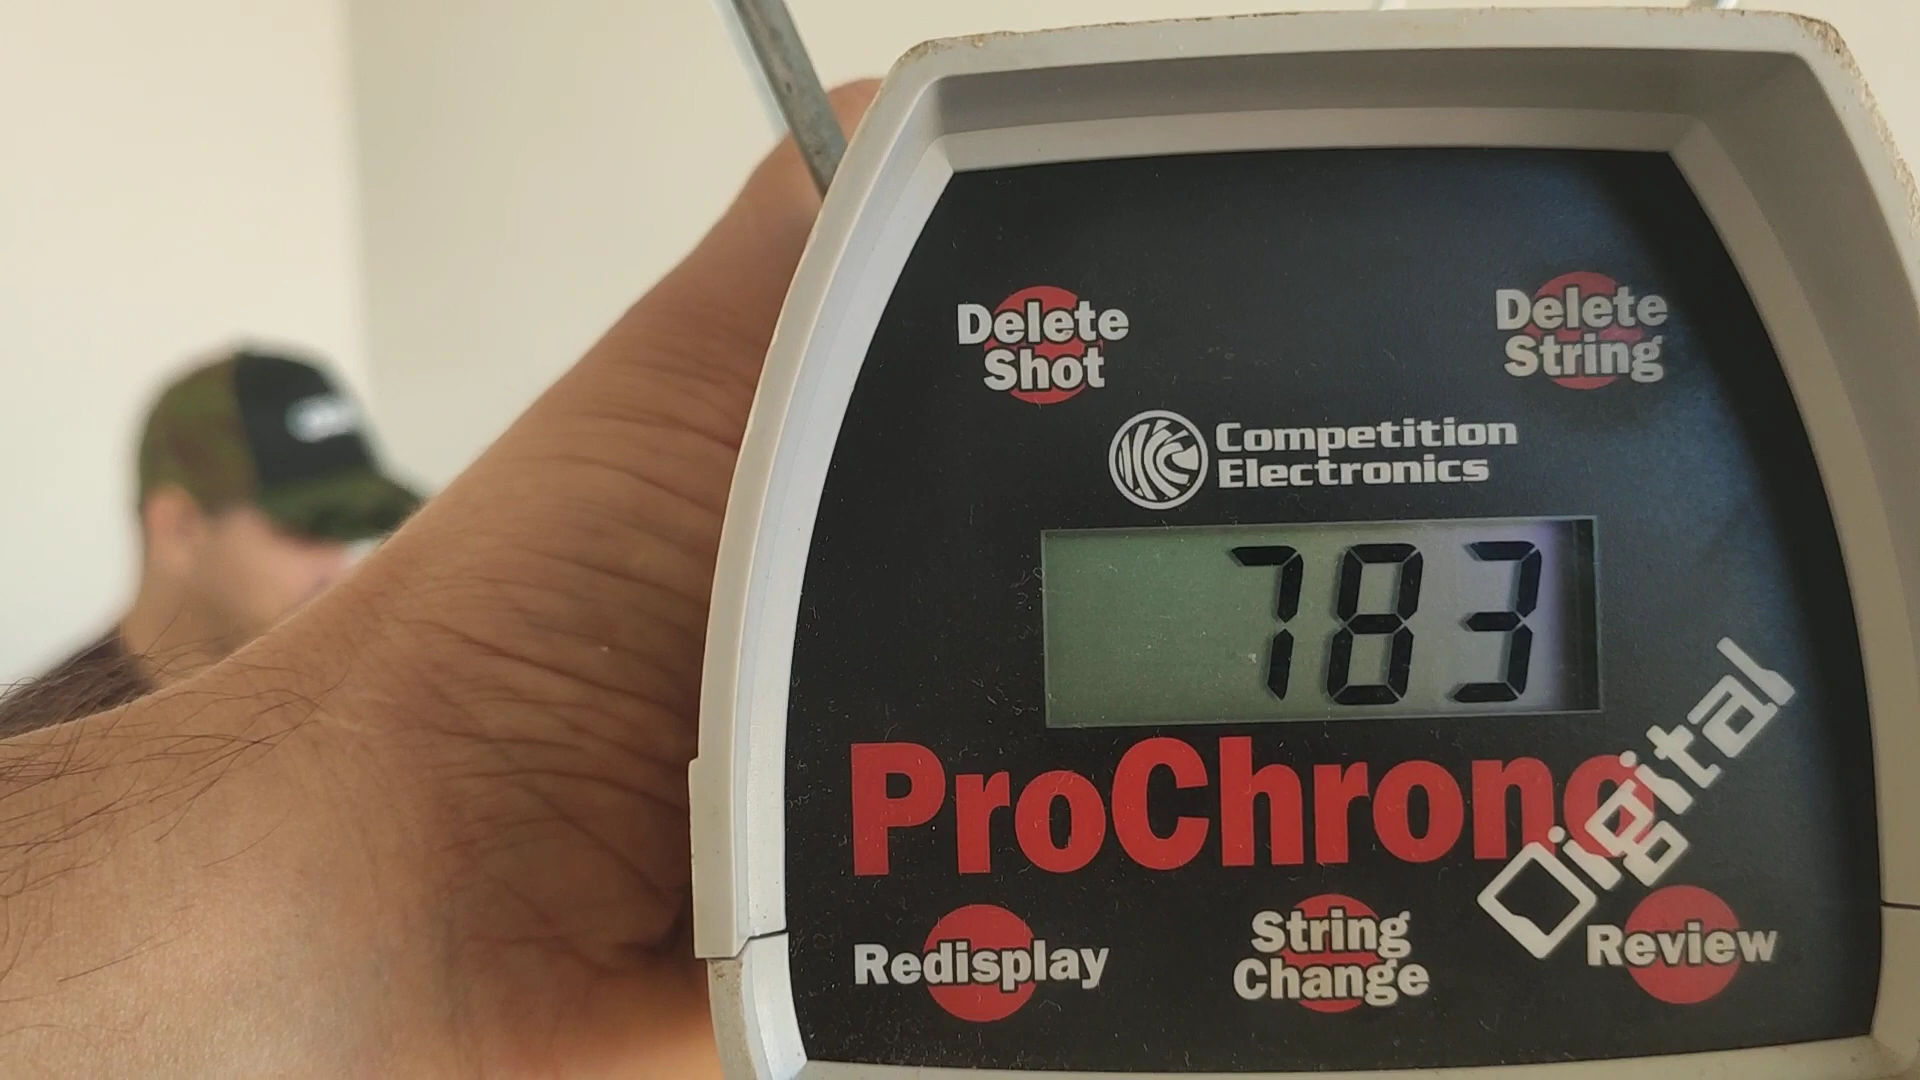 Delete
Shot
Delete
String
Competition
Electronics
783
ProChrono
Digital
Redisplay
String
Change
Review